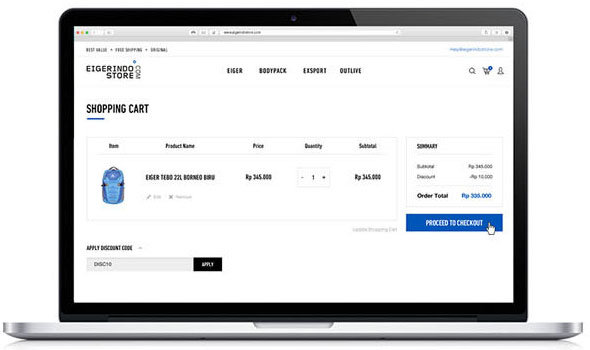 www.eigerindostore.com
BEST VALUE • FREE SHIPPING • ORIGINAL
Help@eigerindostore.com
EIGERINDO
STORE
.COM
EIGER BODYPACK EXSPORT OUTLIVE
SHOPPING CART
Item Product Name Price Quantity Subtotal
EIGER TEBO 22L BORNEO BIRU Rp 345.000 - 1 + Rp 345.000
Edit Remove
Update Shopping Cart
SUMMARY
Subtotal Rp 345.000
Discount -Rp 10.000
Order Total Rp 335.000
PROCEED TO CHECKOUT
APPLY DISCOUNT CODE
DISC10 APPLY